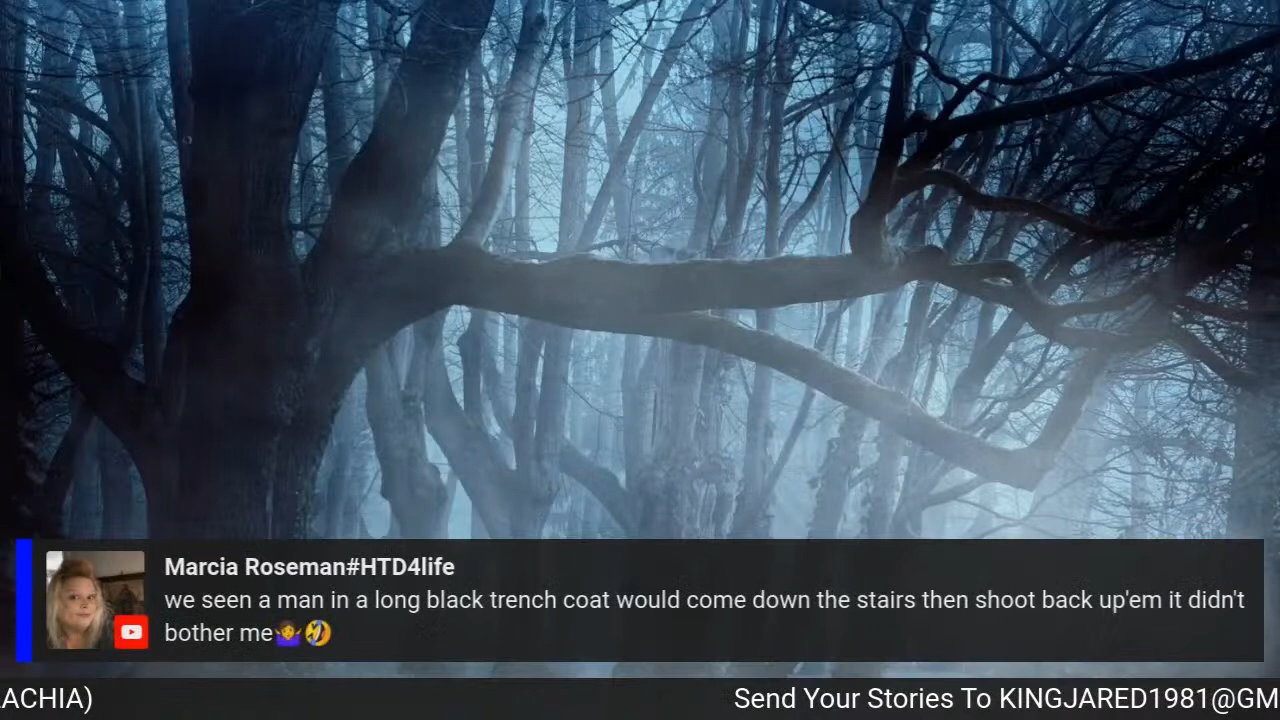 Marcia Roseman#HTD4life
we seen a man in a long black trench coat would come down the stairs then shoot back up'em it didn't
bother me🤷‍♀️🤣
ACHIA) Send Your Stories To KINGJARED1981@GM